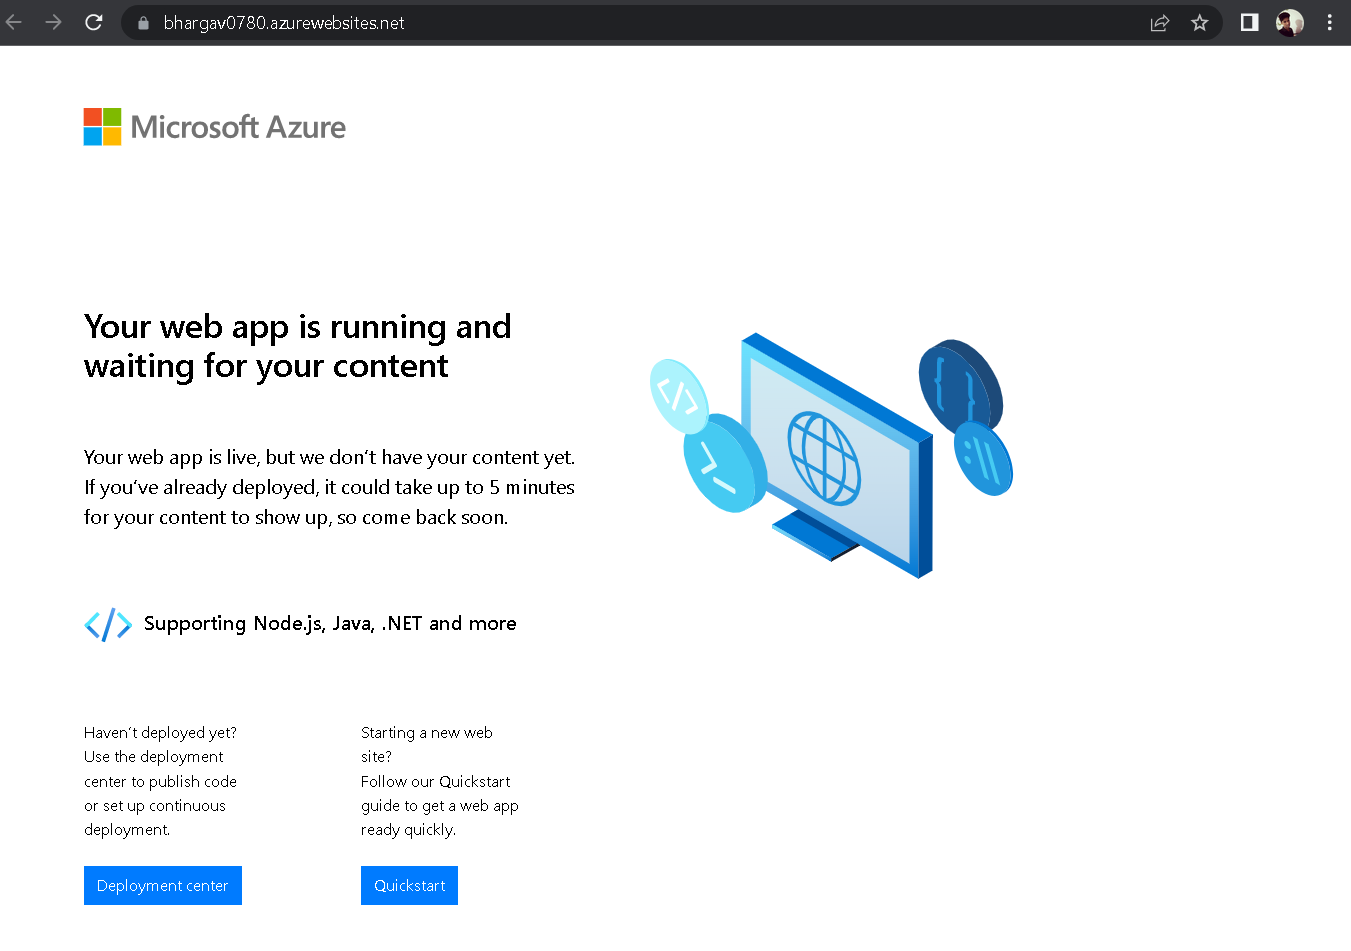 bhargav0780.azurewebsites.net
Microsoft Azure
Your web app is running and
waiting for your content
Your web app is live, but we don’t have your content yet.
If you’ve already deployed, it could take up to 5 minutes
for your content to show up, so come back soon.
Supporting Node.js, Java, .NET and more
Haven’t deployed yet?
Use the deployment
center to publish code
or set up continuous
deployment.
Deployment center
Starting a new web
site?
Follow our Quickstart
guide to get a web app
ready quickly.
Quickstart